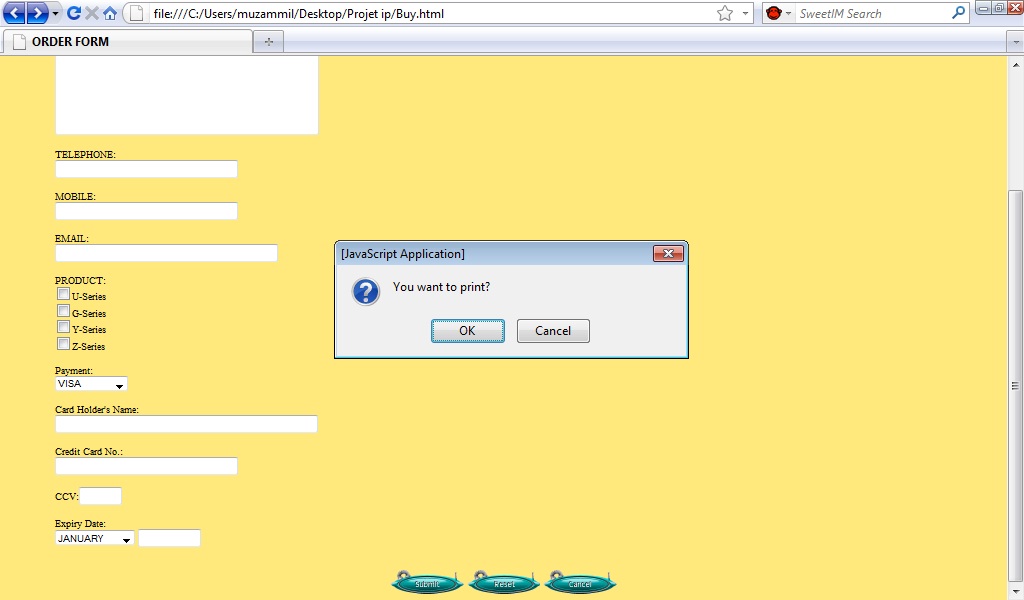 file:///C:/Users/muzammil/Desktop/Projet ip/Buy.html
SweetIM Search
ORDER FORM
TELEPHONE:
MOBILE:
EMAIL:
[JavaScript Application]
You want to print?
OK Cancel
PRODUCT:
U-Series
G-Series
Y-Series
Z-Series
Payment:
VISA
Card Holder's Name:
Credit Card No.:
CCV:
Expiry Date:
JANUARY
Submit Reset Cancel